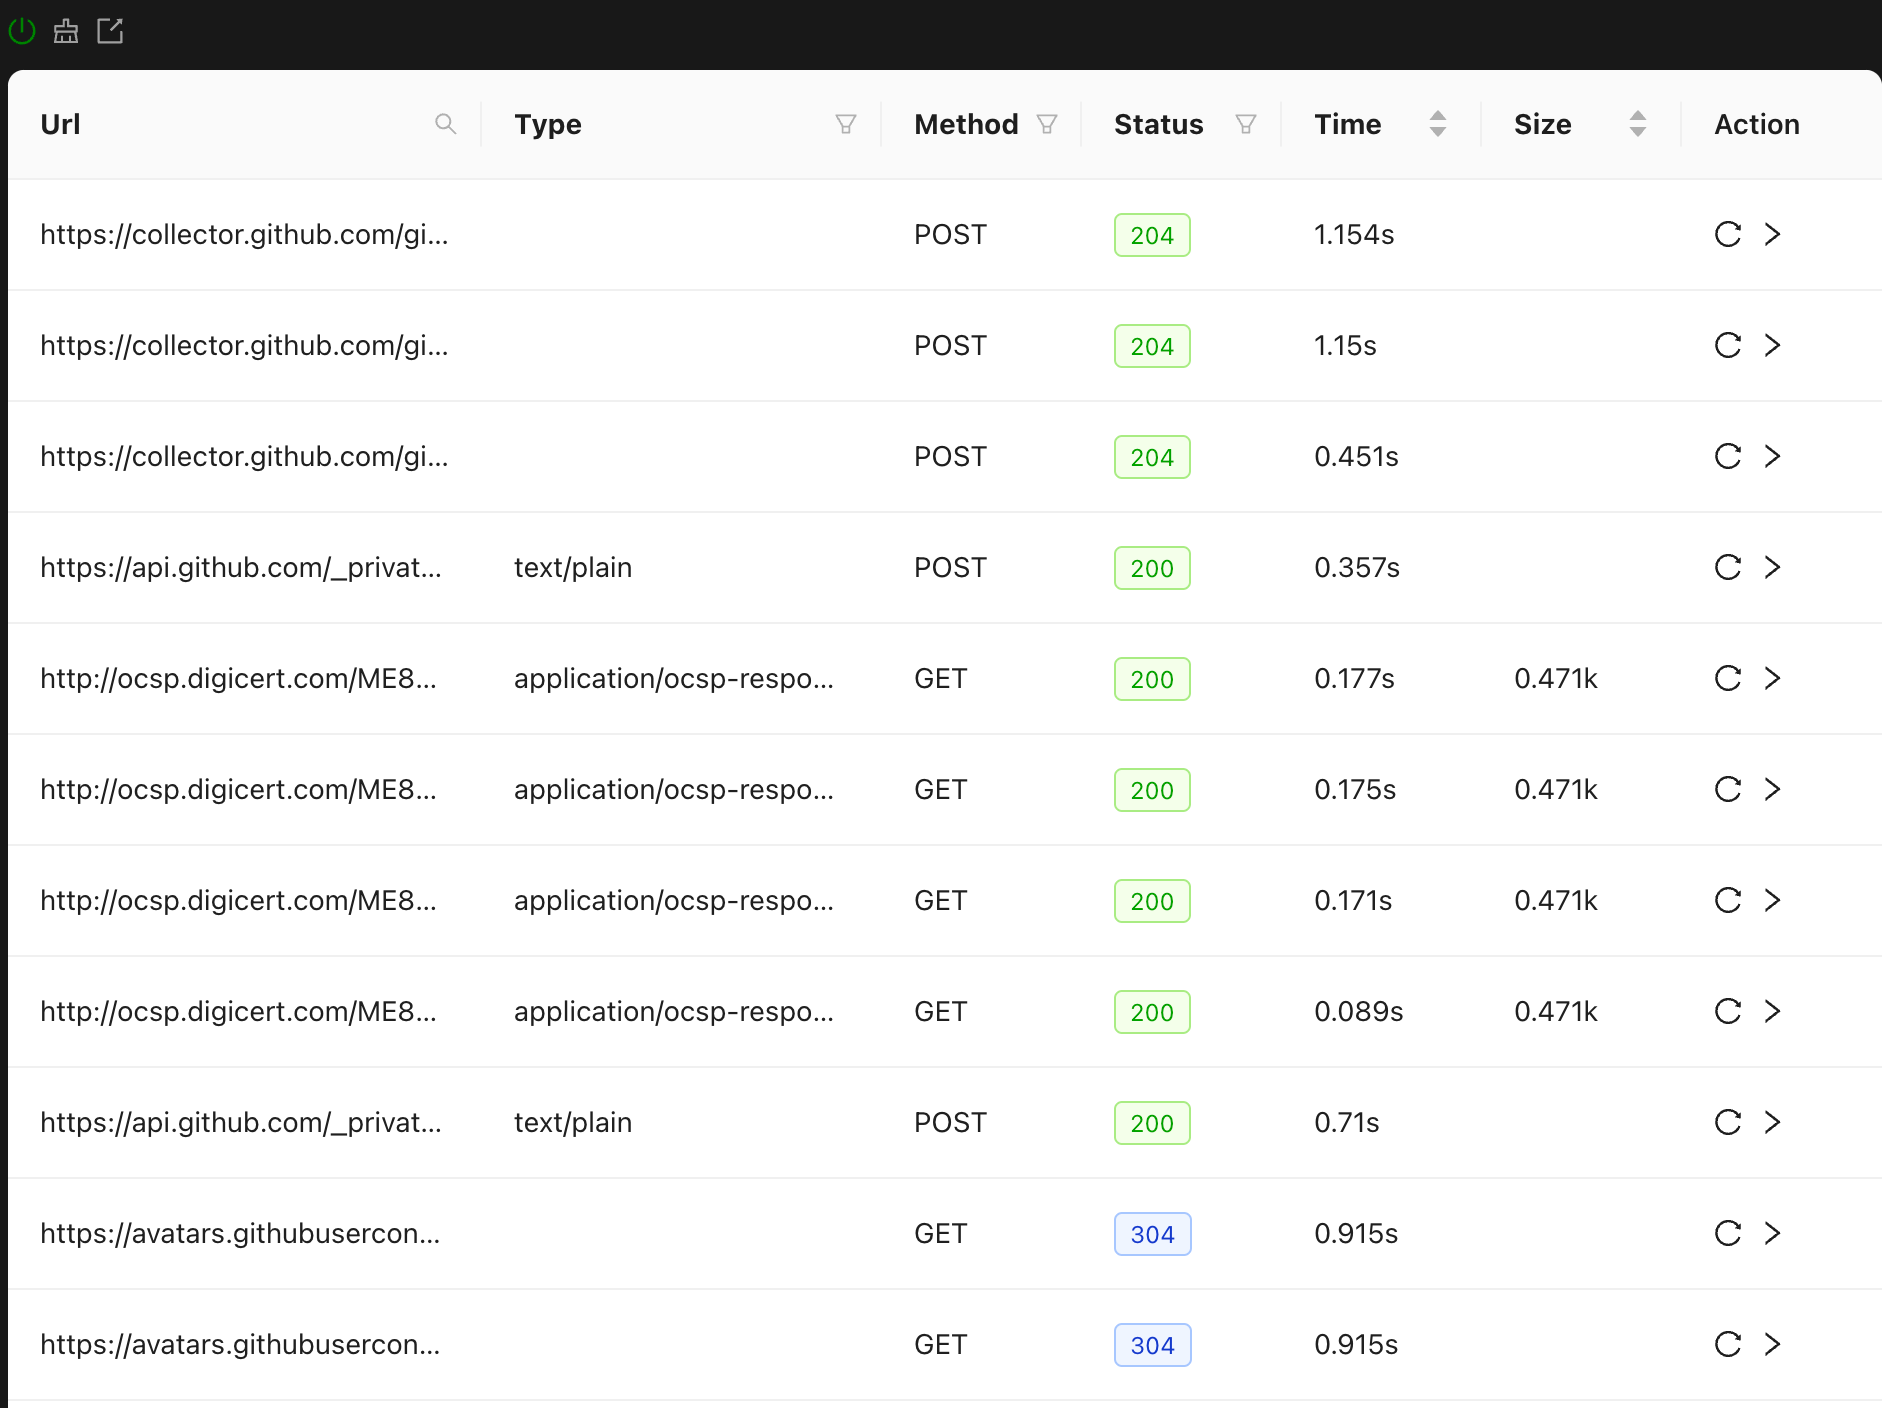 Url Type Method Status Time Size Action
https://collector.github.com/gi... POST 204 1.154s
https://collector.github.com/gi... POST 204 1.15s
https://collector.github.com/gi... POST 204 0.451s
https://api.github.com/_privat... text/plain POST 200 0.357s
http://ocsp.digicert.com/ME8... application/ocsp-respo... GET 200 0.177s 0.471k
http://ocsp.digicert.com/ME8... application/ocsp-respo... GET 200 0.175s 0.471k
http://ocsp.digicert.com/ME8... application/ocsp-respo... GET 200 0.171s 0.471k
http://ocsp.digicert.com/ME8... application/ocsp-respo... GET 200 0.089s 0.471k
https://api.github.com/_privat... text/plain POST 200 0.71s
https://avatars.githubusercon... GET 304 0.915s
https://avatars.githubusercon... GET 304 0.915s